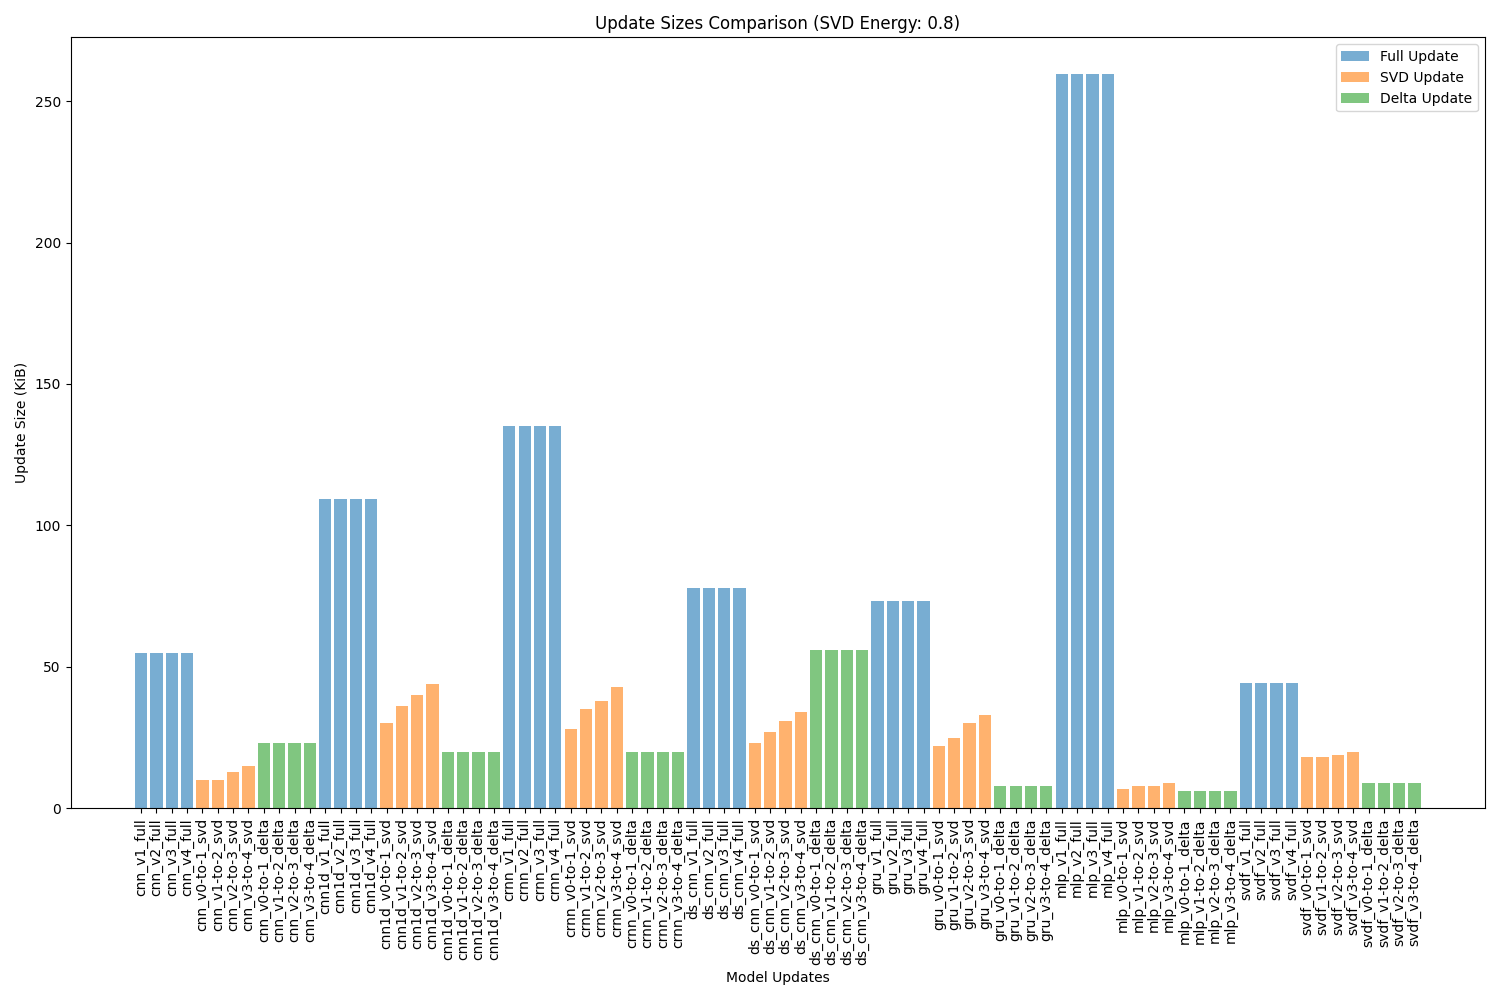 Update Sizes Comparison (SVD Energy: 0.8)
Full Update
SVD Update
Delta Update
Update Size (KiB)
250
200
150
100
50
0
cnn_v1_full
cnn_v2_full
cnn_v3_full
cnn_v4_full
cnn_v0-to-1_svd
cnn_v1-to-2_svd
cnn_v2-to-3_svd
cnn_v3-to-4_svd
cnn_v0-to-1_delta
cnn_v1-to-2_delta
cnn_v2-to-3_delta
cnn_v3-to-4_delta
cnn1d_v1_full
cnn1d_v2_full
cnn1d_v3_full
cnn1d_v4_full
cnn1d_v0-to-1_svd
cnn1d_v1-to-2_svd
cnn1d_v2-to-3_svd
cnn1d_v3-to-4_svd
cnn1d_v0-to-1_delta
cnn1d_v1-to-2_delta
cnn1d_v2-to-3_delta
cnn1d_v3-to-4_delta
crnn_v1_full
crnn_v2_full
crnn_v3_full
crnn_v4_full
crnn_v0-to-1_svd
crnn_v1-to-2_svd
crnn_v2-to-3_svd
crnn_v3-to-4_svd
crnn_v0-to-1_delta
crnn_v1-to-2_delta
crnn_v2-to-3_delta
crnn_v3-to-4_delta
ds_cnn_v1_full
ds_cnn_v2_full
ds_cnn_v3_full
ds_cnn_v4_full
ds_cnn_v0-to-1_svd
ds_cnn_v1-to-2_svd
ds_cnn_v2-to-3_svd
ds_cnn_v3-to-4_svd
ds_cnn_v0-to-1_delta
ds_cnn_v1-to-2_delta
ds_cnn_v2-to-3_delta
ds_cnn_v3-to-4_delta
gru_v1_full
gru_v2_full
gru_v3_full
gru_v4_full
gru_v0-to-1_svd
gru_v1-to-2_svd
gru_v2-to-3_svd
gru_v3-to-4_svd
gru_v0-to-1_delta
gru_v1-to-2_delta
gru_v2-to-3_delta
gru_v3-to-4_delta
mlp_v1_full
mlp_v2_full
mlp_v3_full
mlp_v4_full
mlp_v0-to-1_svd
mlp_v1-to-2_svd
mlp_v2-to-3_svd
mlp_v3-to-4_svd
mlp_v0-to-1_delta
mlp_v1-to-2_delta
mlp_v2-to-3_delta
mlp_v3-to-4_delta
svdf_v1_full
svdf_v2_full
svdf_v3_full
svdf_v4_full
svdf_v0-to-1_svd
svdf_v1-to-2_svd
svdf_v2-to-3_svd
svdf_v3-to-4_svd
svdf_v0-to-1_delta
svdf_v1-to-2_delta
svdf_v2-to-3_delta
svdf_v3-to-4_delta
Model Updates